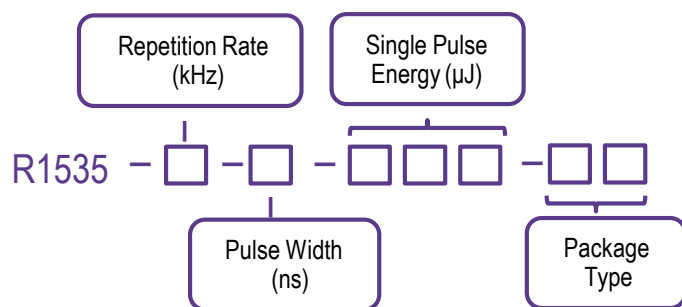 Repetition Rate
(kHz)
Single Pulse
Energy (µJ)
R1535 – □ – □ – □□□ – □□
Pulse Width
(ns)
Package
Type